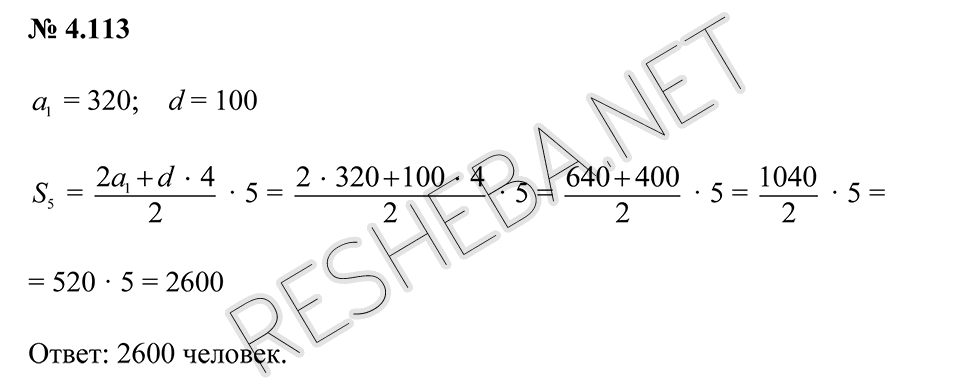 № 4.113
a₁ = 320; d = 100
S₅ = (2a₁ + d · 4)/2 · 5 = (2 · 320 + 100 · 4)/2 · 5 = (640 + 400)/2 · 5 = 1040/2 · 5 =
= 520 · 5 = 2600
Ответ: 2600 человек.
RESHEBA.NET